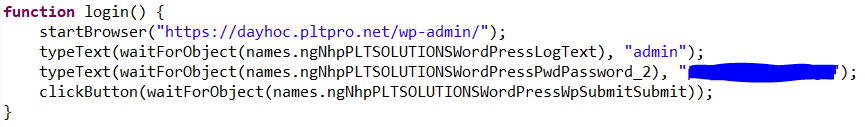 function login() {
startBrowser("https://dayhoc.pltpro.net/wp-admin/");
typeText(waitForObject(names.ngNhpPLTSOLUTIONSWordPressLogText), "admin");
typeText(waitForObject(names.ngNhpPLTSOLUTIONSWordPressPwdPassword_2), "");
clickButton(waitForObject(names.ngNhpPLTSOLUTIONSWordPressWpSubmitSubmit));
}